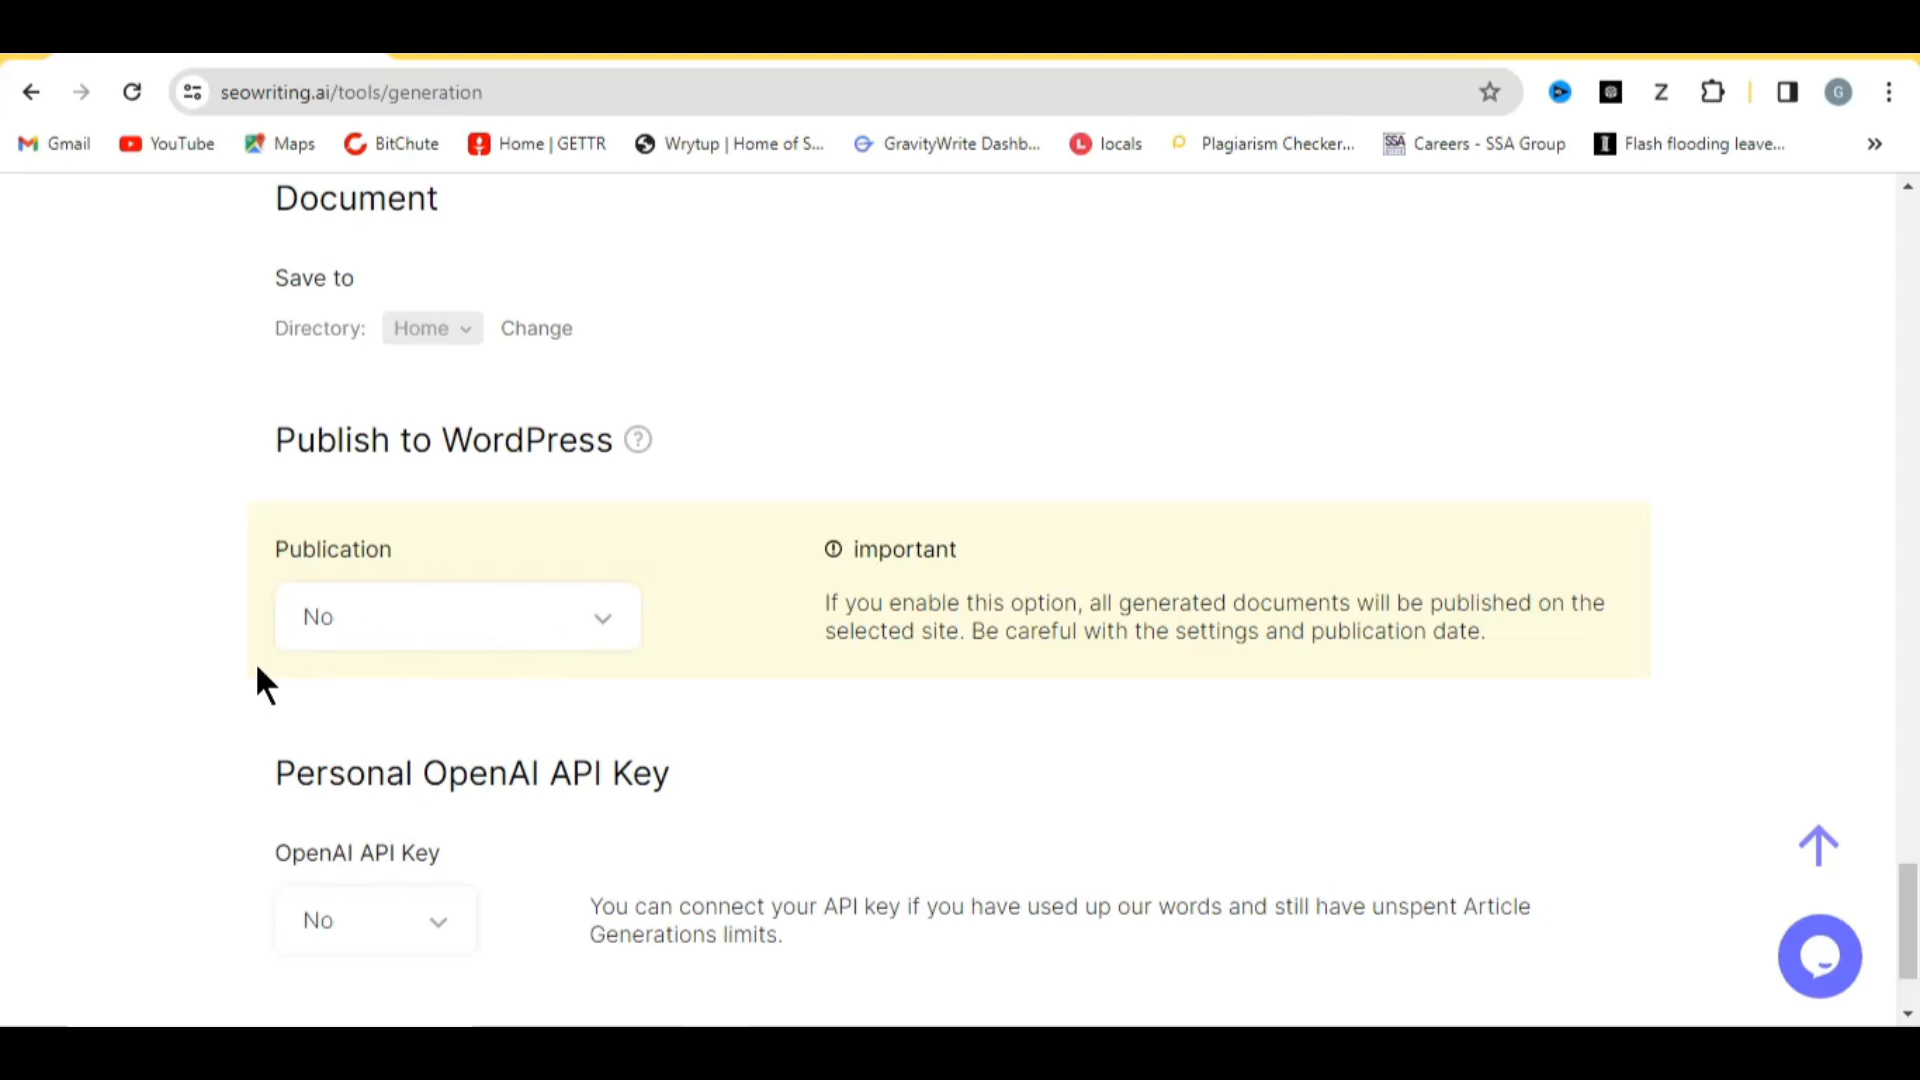 seowriting.ai/tools/generation
G
Gmail YouTube Maps BitChute Home | GETTR Wrytup | Home of S... GravityWrite Dashb... locals Plagiarism Checker... Careers - SSA Group Flash flooding leave... »
Document
Save to
Directory: Home Change
Publish to WordPress ?
Publication
No
important
If you enable this option, all generated documents will be published on the
selected site. Be careful with the settings and publication date.
Personal OpenAI API Key
OpenAI API Key
No
You can connect your API key if you have used up our words and still have unspent Article
Generations limits.